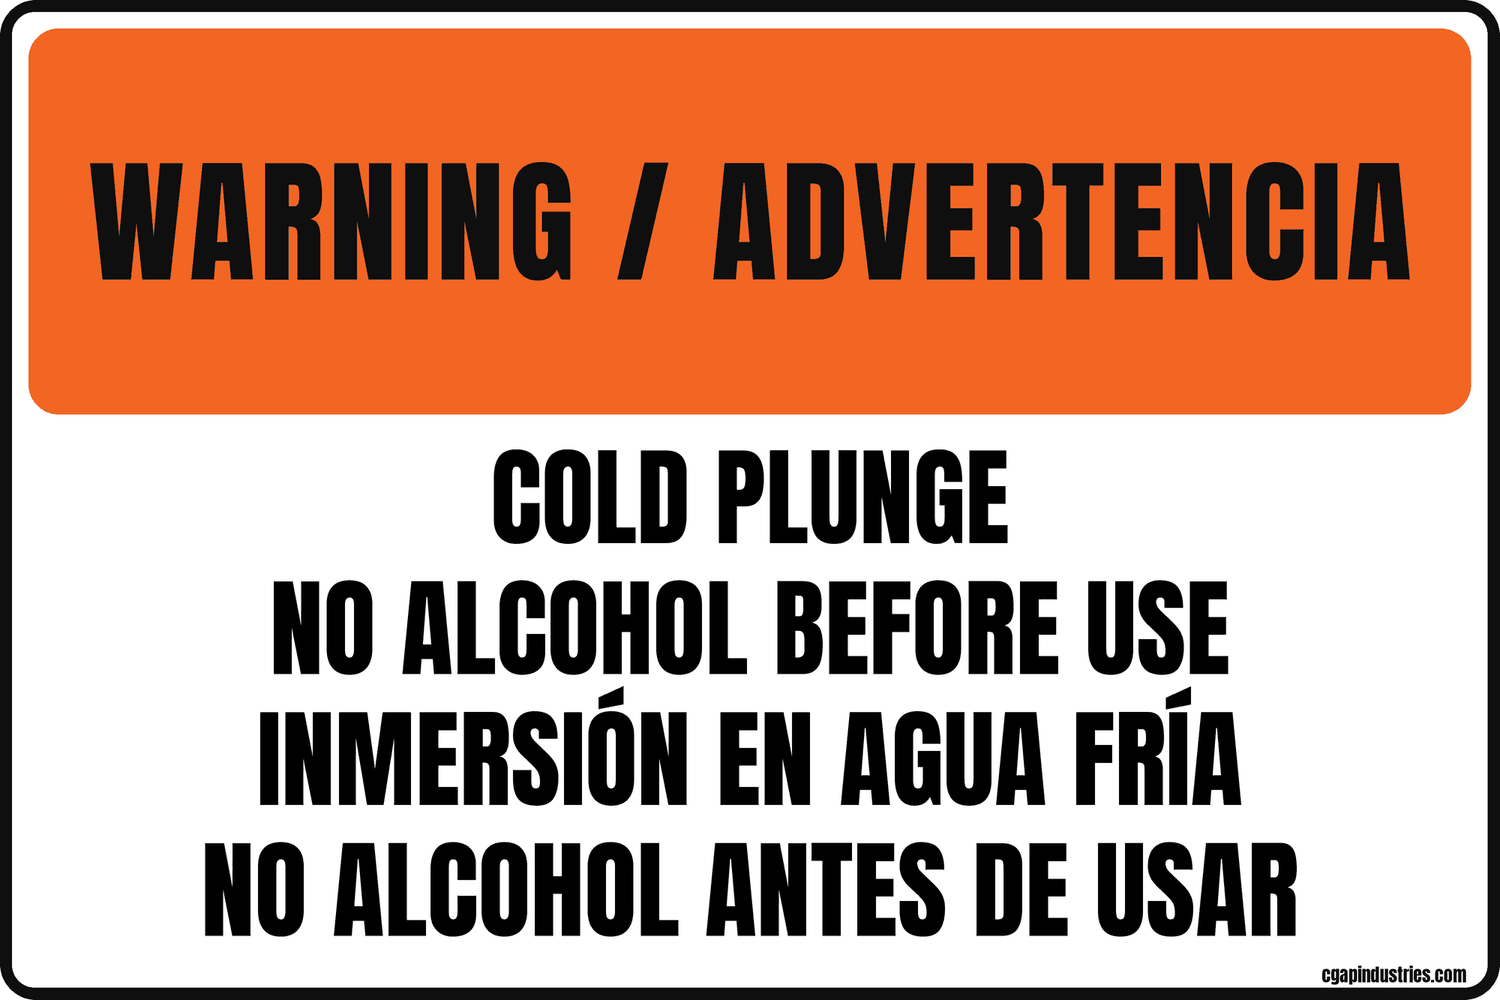 WARNING / ADVERTENCIA
COLD PLUNGE
NO ALCOHOL BEFORE USE
INMERSIÓN EN AGUA FRÍA
NO ALCOHOL ANTES DE USAR
cgapindustries.com